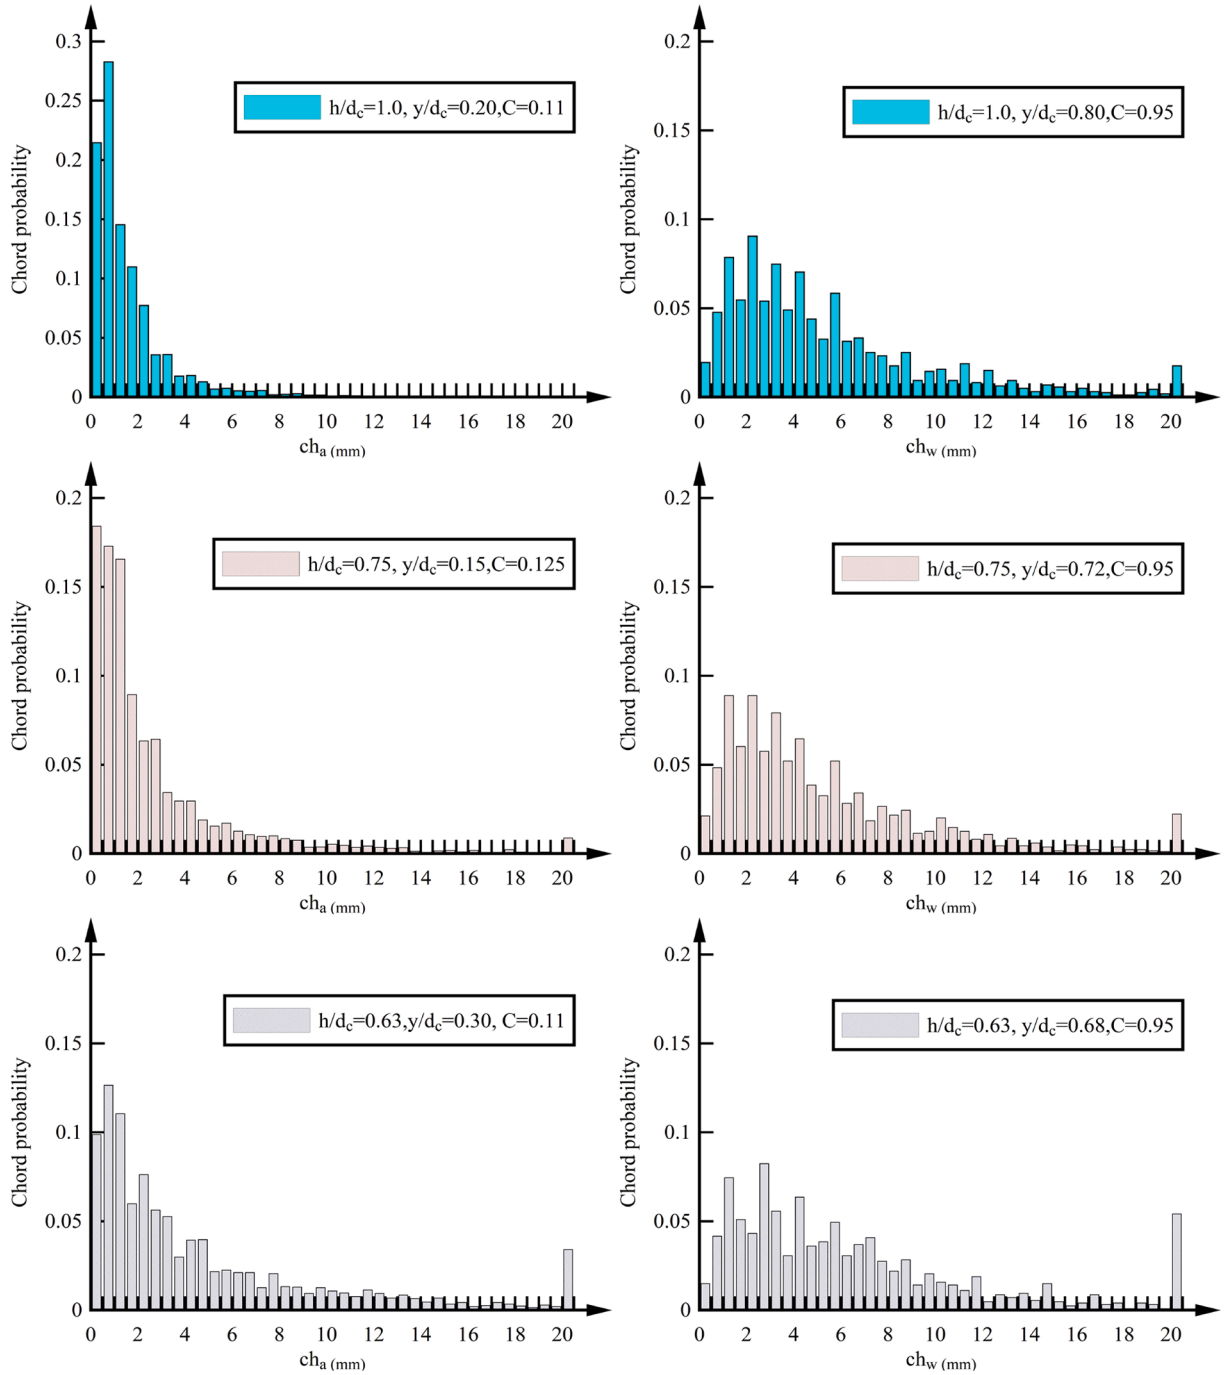 0.3
0.25
0.2
0.15
0.1
0.05
0
Chord probability
h/dc=1.0, y/dc=0.20,C=0.11
0 2 4 6 8 10 12 14 16 18 20
cha (mm)
0.2
0.15
0.1
0.05
0
Chord probability
h/dc=1.0, y/dc=0.80,C=0.95
0 2 4 6 8 10 12 14 16 18 20
chw (mm)
0.2
0.15
0.1
0.05
0
Chord probability
h/dc=0.75, y/dc=0.15,C=0.125
0 2 4 6 8 10 12 14 16 18 20
cha (mm)
0.2
0.15
0.1
0.05
0
Chord probability
h/dc=0.75, y/dc=0.72,C=0.95
0 2 4 6 8 10 12 14 16 18 20
chw (mm)
0.2
0.15
0.1
0.05
0
Chord probability
h/dc=0.63,y/dc=0.30, C=0.11
0 2 4 6 8 10 12 14 16 18 20
cha (mm)
0.2
0.15
0.1
0.05
0
Chord probability
h/dc=0.63, y/dc=0.68,C=0.95
0 2 4 6 8 10 12 14 16 18 20
chw (mm)